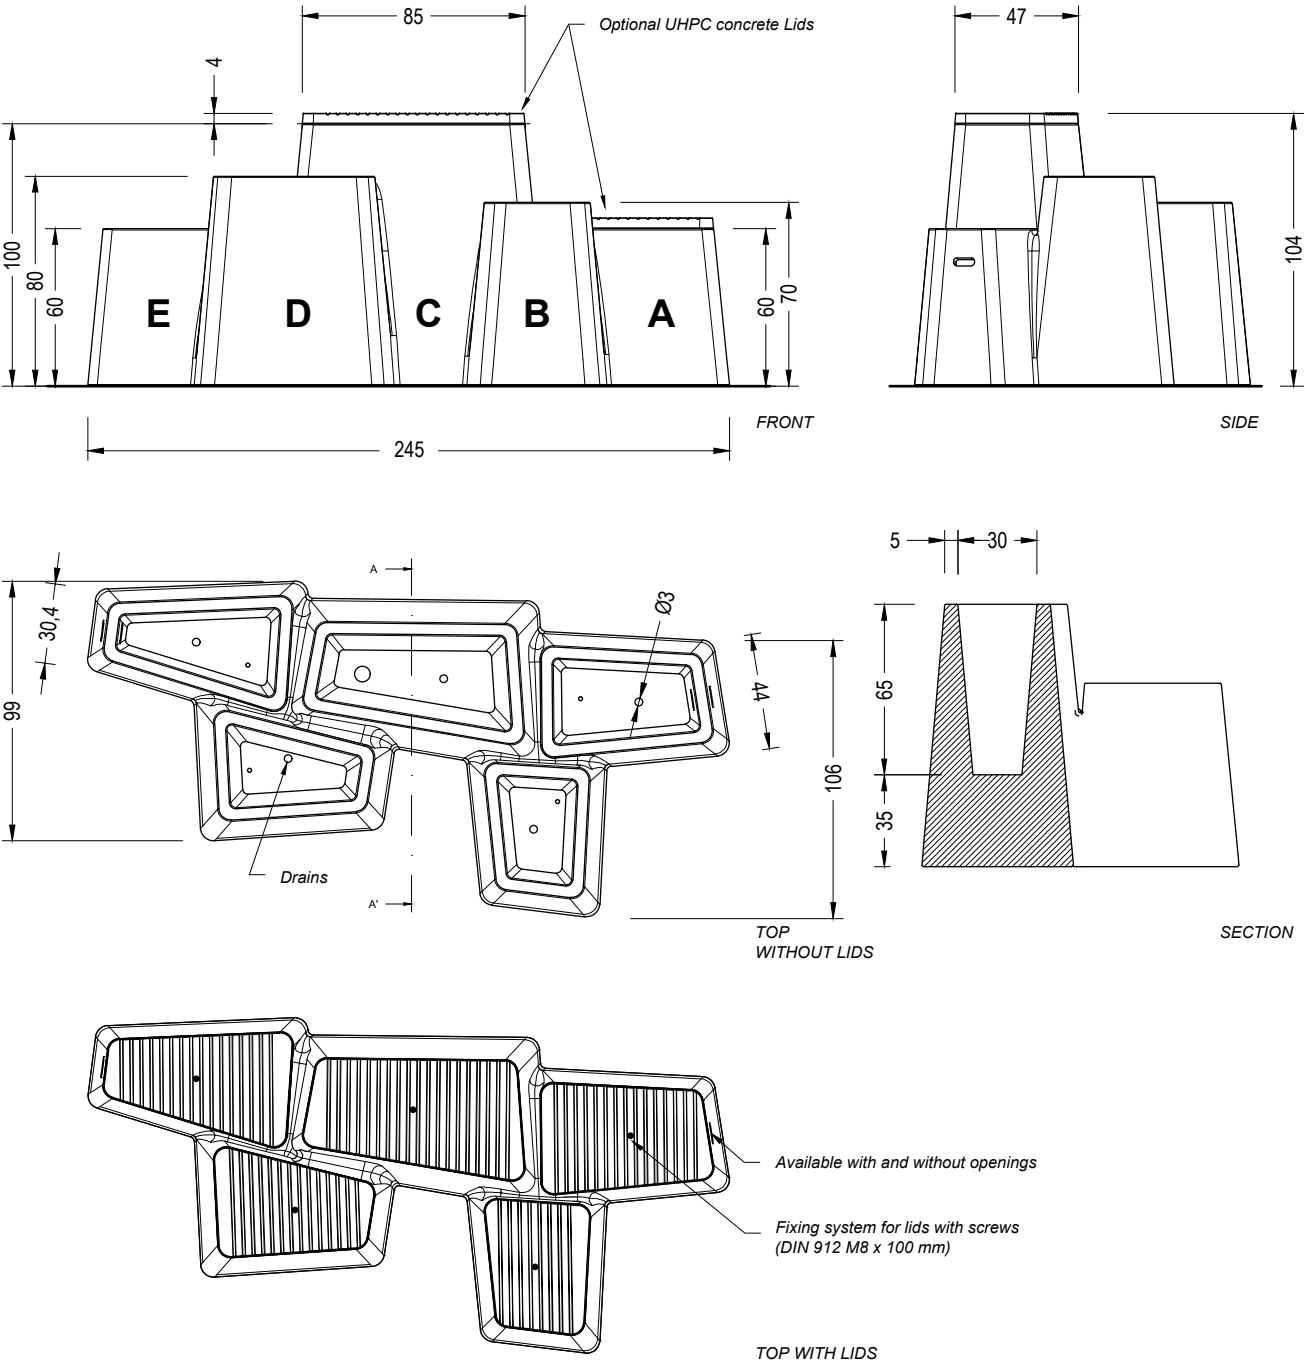 85
Optional UHPC concrete Lids
47
4
100
80
60
E
D
C
B
A
60
70
104
FRONT
SIDE
245
5
30
A
30,4
Ø3
99
44
65
106
35
Drains
A'
TOP
WITHOUT LIDS
SECTION
Available with and without openings
Fixing system for lids with screws
(DIN 912 M8 x 100 mm)
TOP WITH LIDS